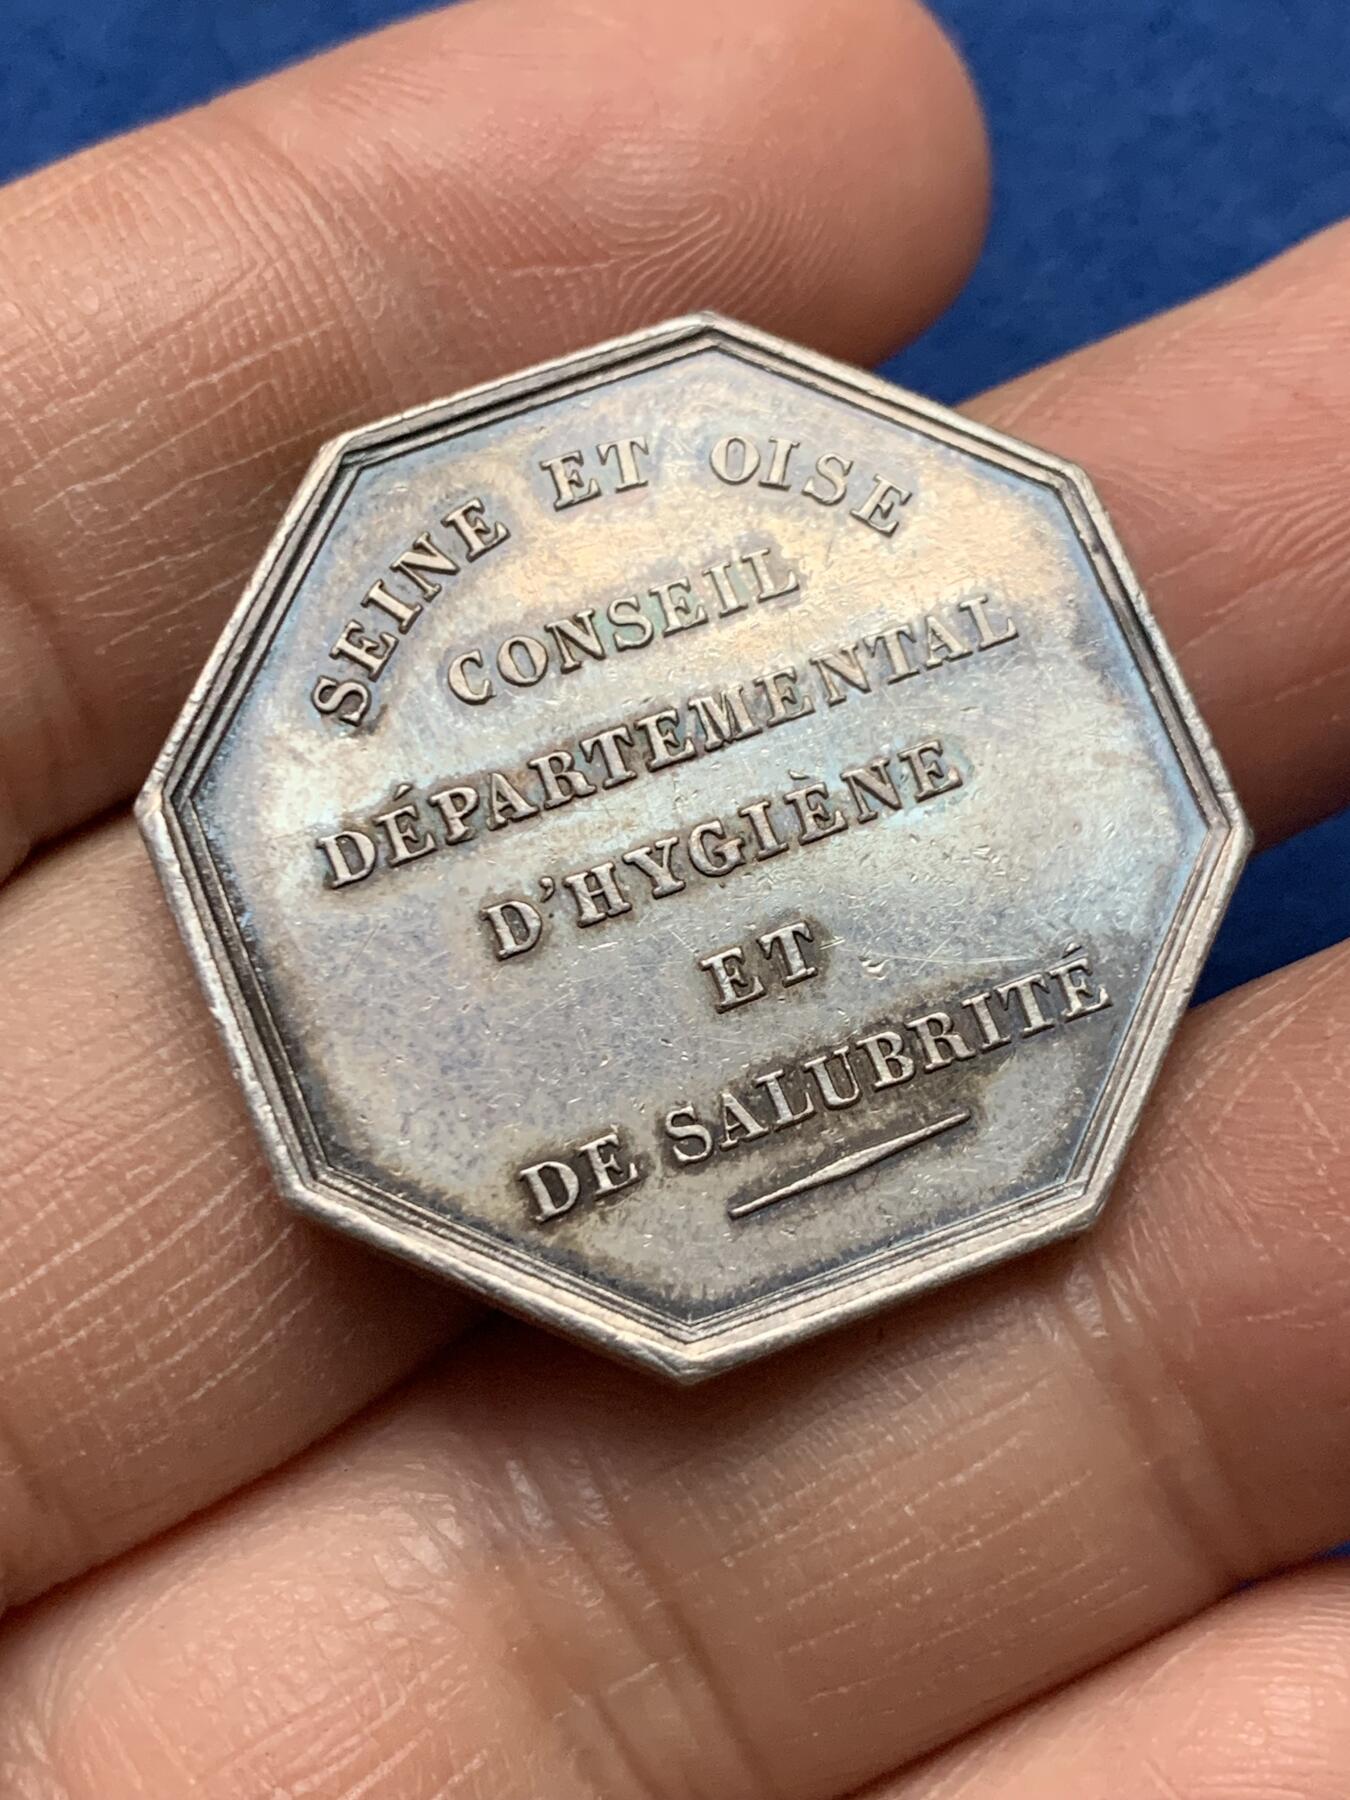 SEINE ET OISE
CONSEIL
DÉPARTEMENTAL
D'HYGIÈNE
ET
DE SALUBRITÉ